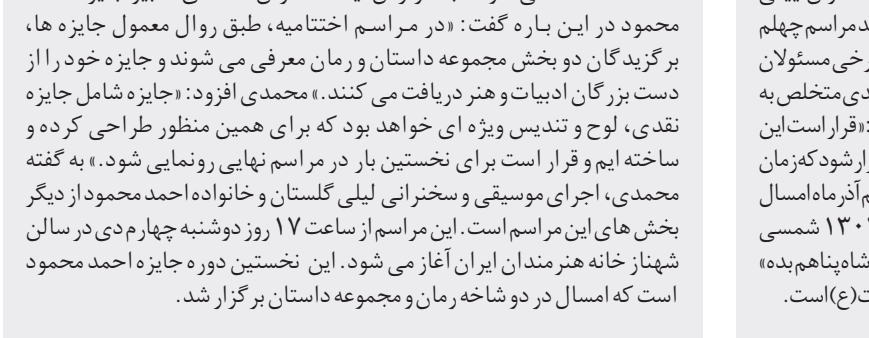 محمود در این باره گفت: «در مراسم اختتامیه، طبق روال معمول جایزه ها،
برگزیدگان دو بخش مجموعه داستان و رمان معرفی می شوند و جایزه خود را از
دست بزرگان ادبیات و هنر دریافت می کنند.» محمدی افزود: «جایزه شامل جایزه
نقدی، لوح و تندیس ویژه ای خواهد بود که برای همین منظور طراحی کرده و
ساخته ایم و قرار است برای نخستین بار در مراسم نهایی رونمایی شود.» به گفته
محمدی، اجرای موسیقی و سخنرانی لیلی گلستان و خانواده احمد محمود از دیگر
بخش های این مراسم است. این مراسم از ساعت ۱۷ روز دوشنبه چهارم دی در سالن
شهناز خانه هنرمندان ایران آغاز می شود. این نخستین دوره جایزه احمد محمود
است که امسال در دو شاخه رمان و مجموعه داستان برگزار شد.
مراسم چهلم
مسئولان
متخلص به
«قرار است این
شود که زمان
آذر ماه امسال
شمسی
پناهم بده»
(ع) است.